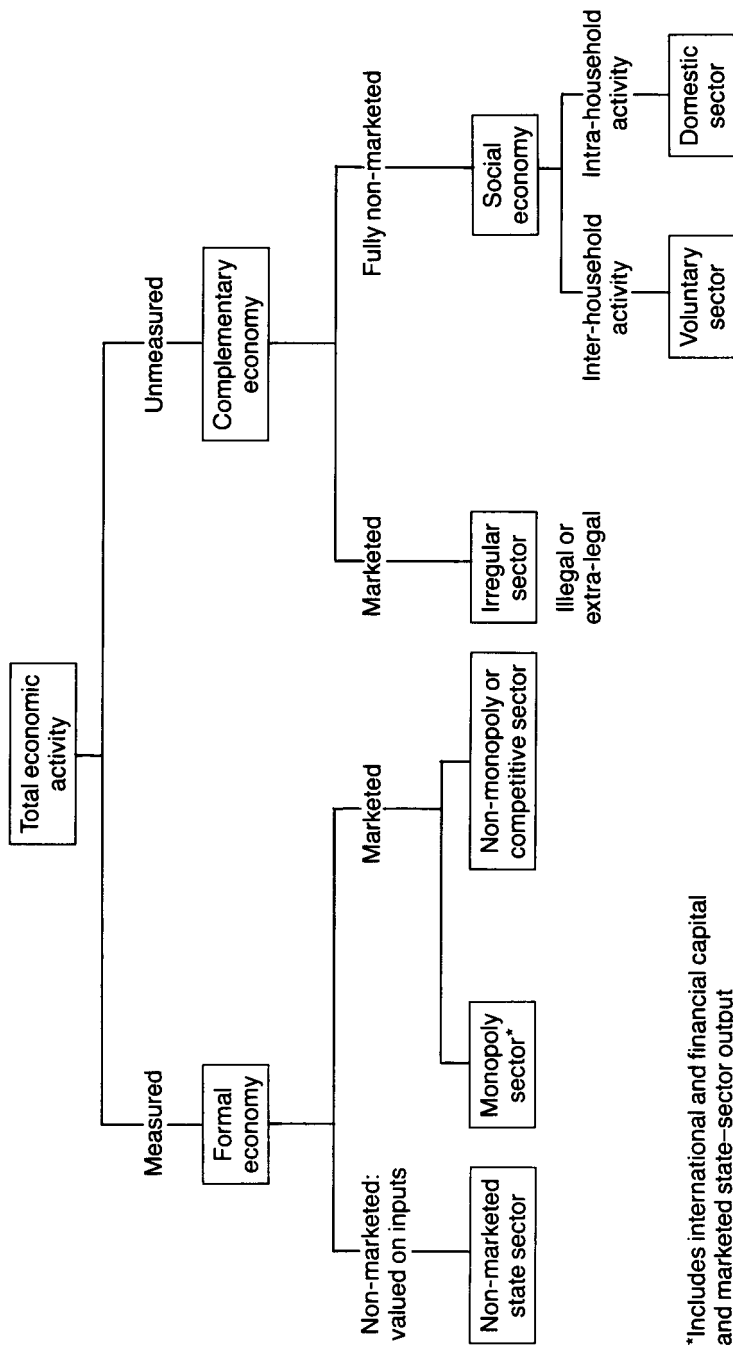 Total economic
activity
Measured
Unmeasured
Formal
economy
Complementary
economy
Non-marketed:
valued on inputs
Marketed
Marketed
Fully non-marketed
Non-marketed
state sector
Monopoly
sector*
Non-monopoly or
competitive sector
Irregular
sector
Illegal or
extra-legal
Social
economy
Inter-household
activity
Intra-household
activity
Voluntary
sector
Domestic
sector
*Includes international and financial capital
and marketed state–sector output